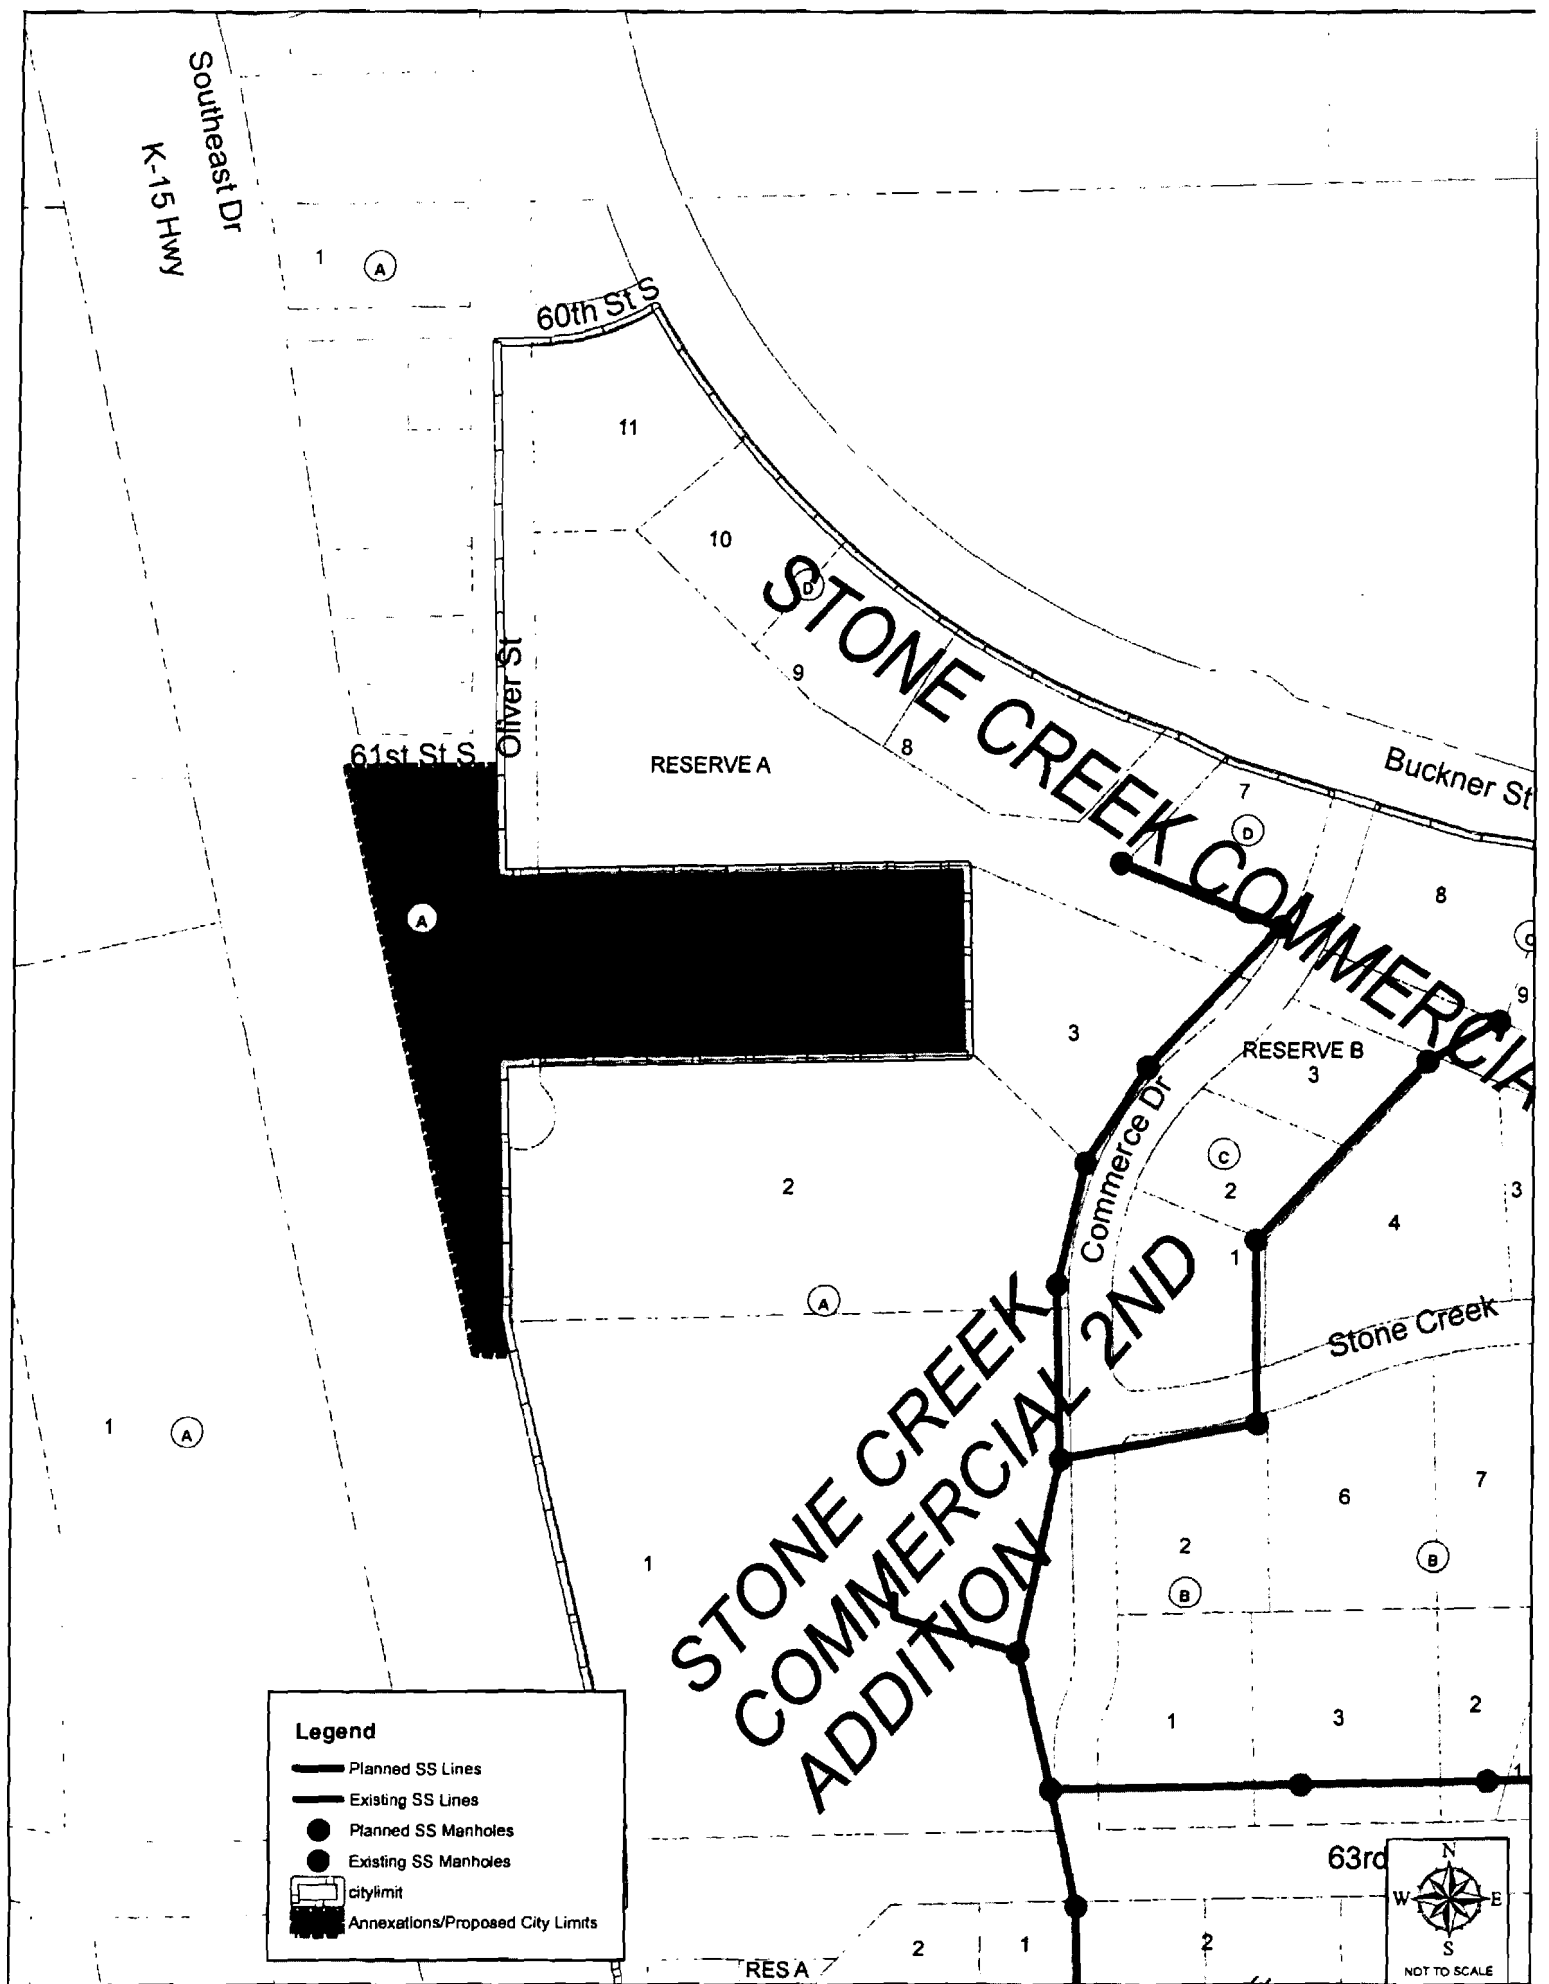 Southeast Dr
K-15 Hwy
1
A
60th St S
11
10
D
STONE CREEK COMMERCIA
9
Oliver St
8
RESERVE A
61st St S
Buckner St
7
D
8
A
9
3
RESERVE B
3
Commerce Dr
C
2
2
3
4
1
A
Stone Creek
STONE CREEK
COMMERCIAL 2ND
ADDITION
1
A
7
6
1
2
B
B
2
3
1
1
63rd
Legend
Planned SS Lines
Existing SS Lines
Planned SS Manholes
Existing SS Manholes
citylimit
Annexations/Proposed City Limits
N
W
E
S
NOT TO SCALE
2
1
2
RES A